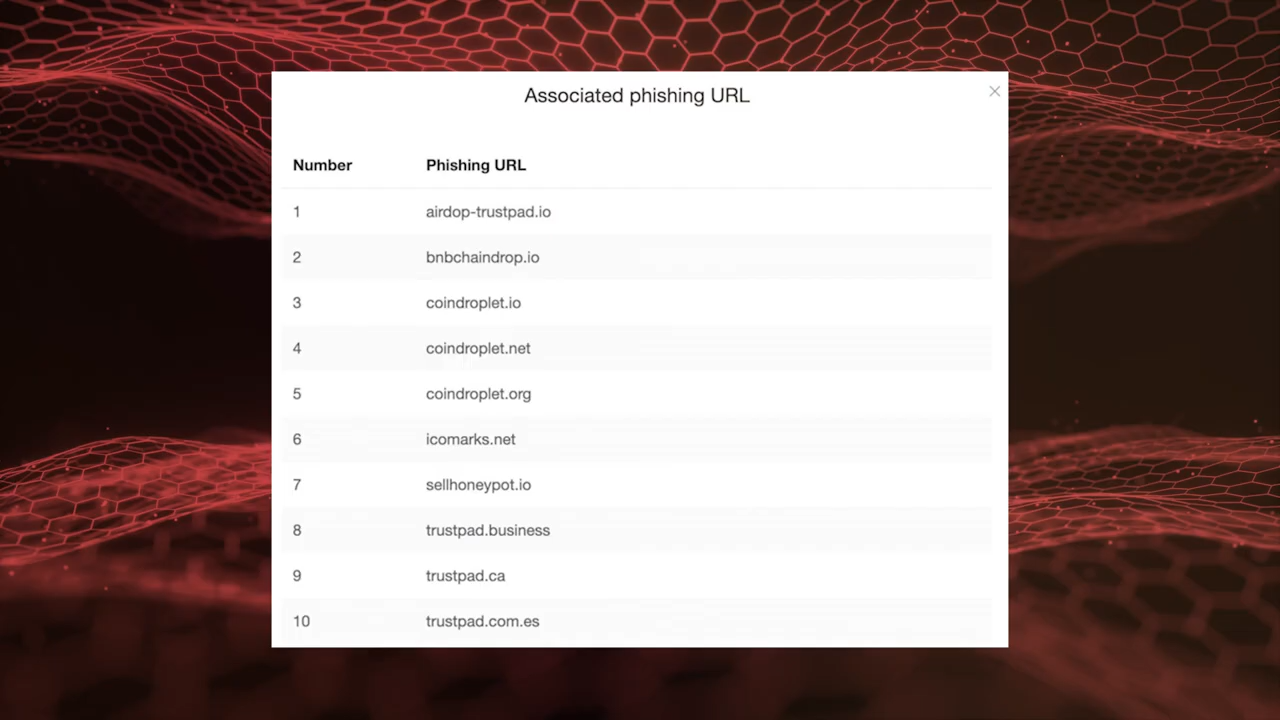 Associated phishing URL ×
Number Phishing URL
1 airdop-trustpad.io
2 bnbchaindrop.io
3 coindroplet.io
4 coindroplet.net
5 coindroplet.org
6 icomarks.net
7 sellhoneypot.io
8 trustpad.business
9 trustpad.ca
10 trustpad.com.es